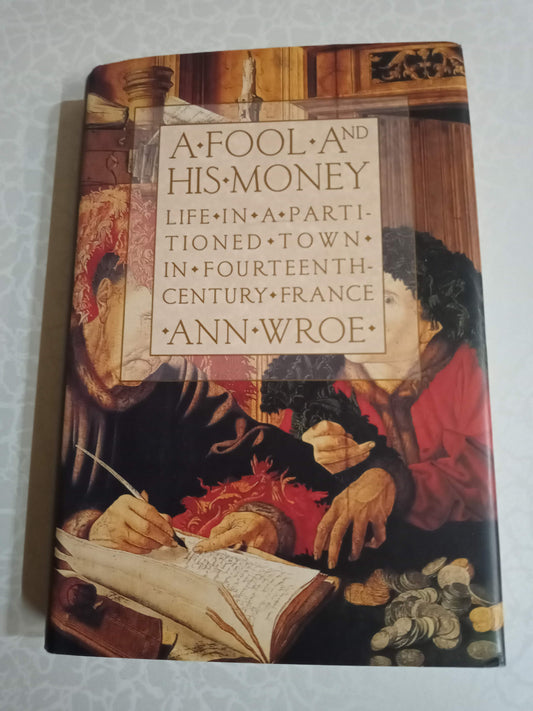 A·FOOL·AND
HIS·MONEY
LIFE·IN·A·PARTI-
TIONED·TOWN·
IN·FOURTEENTH-
CENTURY·FRANCE
·ANN·WROE·